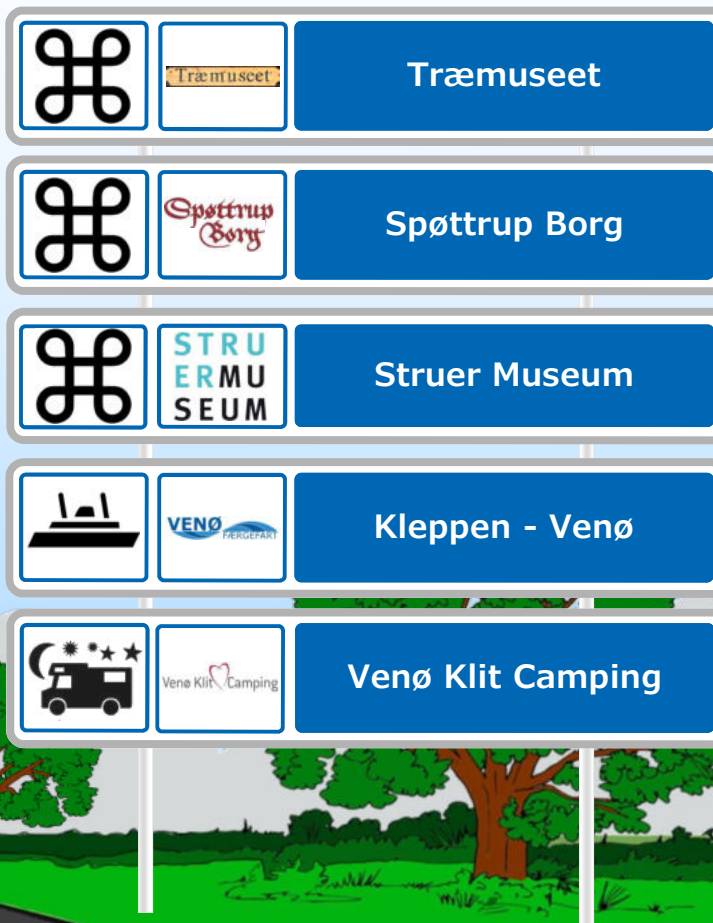 Træmuseet
Træmuseet
Spøttrup
Borg
Spøttrup Borg
STRU
ERMU
SEUM
Struer Museum
VENØ
FÆRGEFART
Kleppen - Venø
Venø Klit Camping
Venø Klit Camping